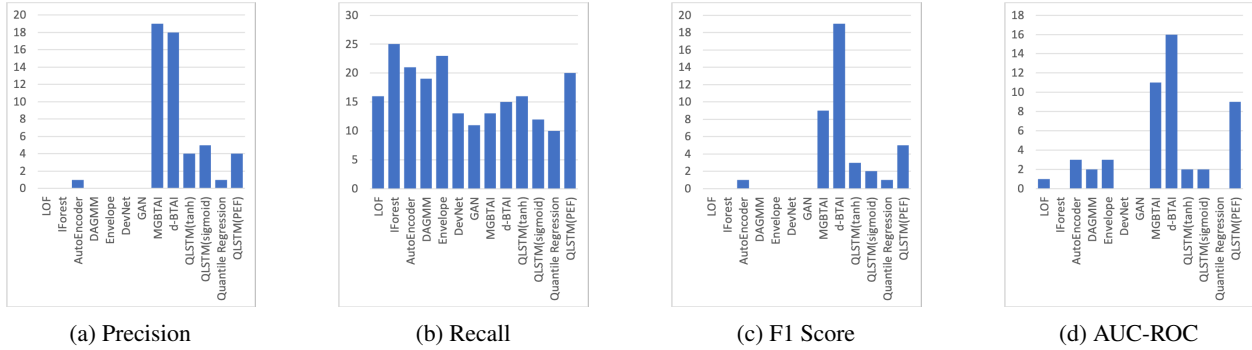 20
18
16
14
12
10
8
6
4
2
0
LOF
IForest
AutoEncoder
DAGMM
Envelope
DevNet
GAN
MGBTAI
d-BTAI
QLSTM(tanh)
QLSTM(sigmoid)
Quantile Regression
QLSTM(PEF)
(a) Precision
30
25
20
15
10
5
0
LOF
IForest
AutoEncoder
DAGMM
Envelope
DevNet
GAN
MGBTAI
d-BTAI
QLSTM(tanh)
QLSTM(sigmoid)
Quantile Regression
QLSTM(PEF)
(b) Recall
20
18
16
14
12
10
8
6
4
2
0
LOF
IForest
AutoEncoder
DAGMM
Envelope
DevNet
GAN
MGBTAI
d-BTAI
QLSTM(tanh)
QLSTM(sigmoid)
Quantile Regression
QLSTM(PEF)
(c) F1 Score
18
16
14
12
10
8
6
4
2
0
LOF
IForest
AutoEncoder
DAGMM
Envelope
DevNet
GAN
MGBTAI
d-BTAI
QLSTM(tanh)
QLSTM(sigmoid)
Quantile Regression
QLSTM(PEF)
(d) AUC-ROC